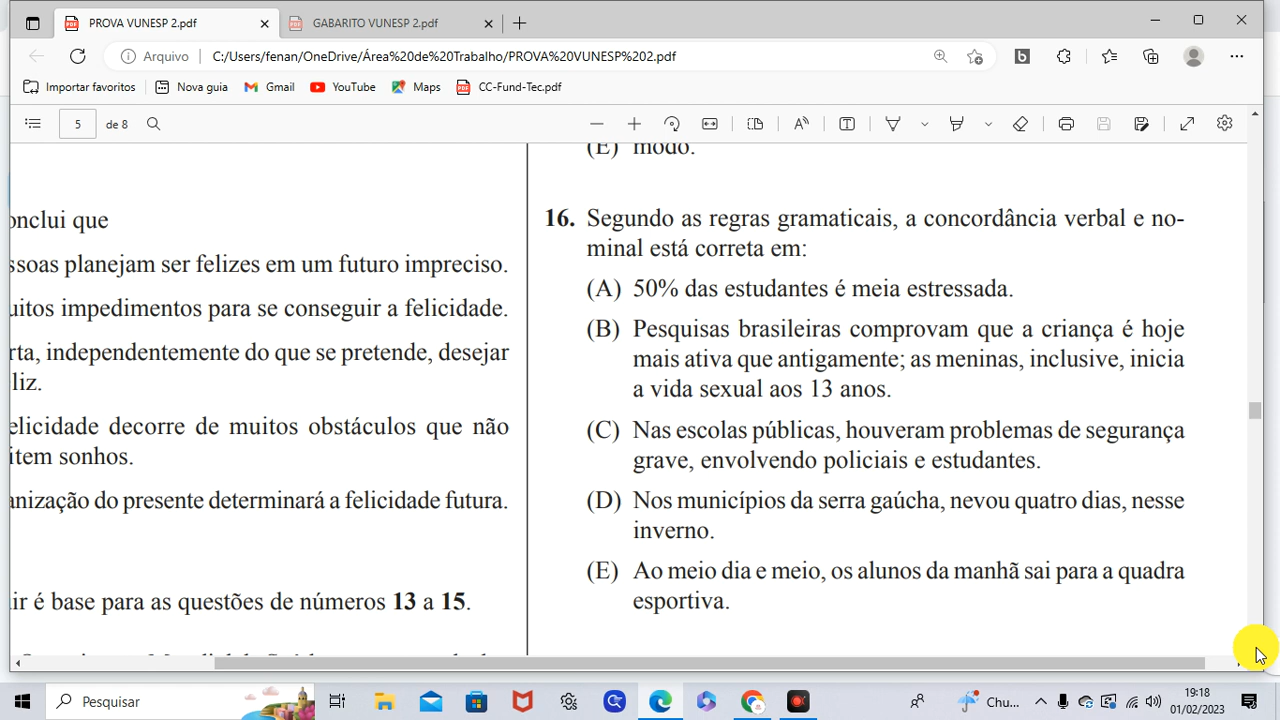 PROVA VUNESP 2.pdf
GABARITO VUNESP 2.pdf
Arquivo
C:/Users/fenan/OneDrive/Área%20de%20Trabalho/PROVA%20VUNESP%202.pdf
Importar favoritos
Nova guia
Gmail
YouTube
Maps
CC-Fund-Tec.pdf
5
de 8
onclui que
ssoas planejam ser felizes em um futuro impreciso.
uitos impedimentos para se conseguir a felicidade.
rta, independentemente do que se pretende, desejar
liz.
elicidade decorre de muitos obstáculos que não
item sonhos.
anização do presente determinará a felicidade futura.
ir é base para as questões de números 13 a 15.
(E) modo.
16. Segundo as regras gramaticais, a concordância verbal e no-
minal está correta em:
(A) 50% das estudantes é meia estressada.
(B) Pesquisas brasileiras comprovam que a criança é hoje
mais ativa que antigamente; as meninas, inclusive, inicia
a vida sexual aos 13 anos.
(C) Nas escolas públicas, houveram problemas de segurança
grave, envolvendo policiais e estudantes.
(D) Nos municípios da serra gaúcha, nevou quatro dias, nesse
inverno.
(E) Ao meio dia e meio, os alunos da manhã sai para a quadra
esportiva.
Pesquisar
Chu...
19:18
01/02/2023